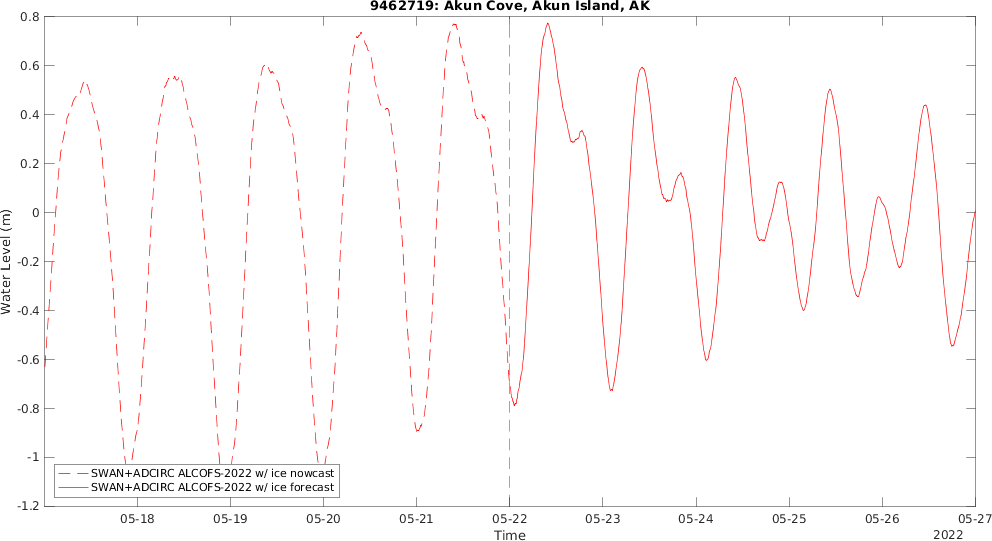 9462719: Akun Cove, Akun Island, AK
0.8
0.6
0.4
0.2
0
-0.2
-0.4
-0.6
-0.8
-1
-1.2
Water Level (m)
SWAN+ADCIRC ALCOFS-2022 w/ ice nowcast
SWAN+ADCIRC ALCOFS-2022 w/ ice forecast
05-18 05-19 05-20 05-21 05-22 05-23 05-24 05-25 05-26 05-27
Time
2022